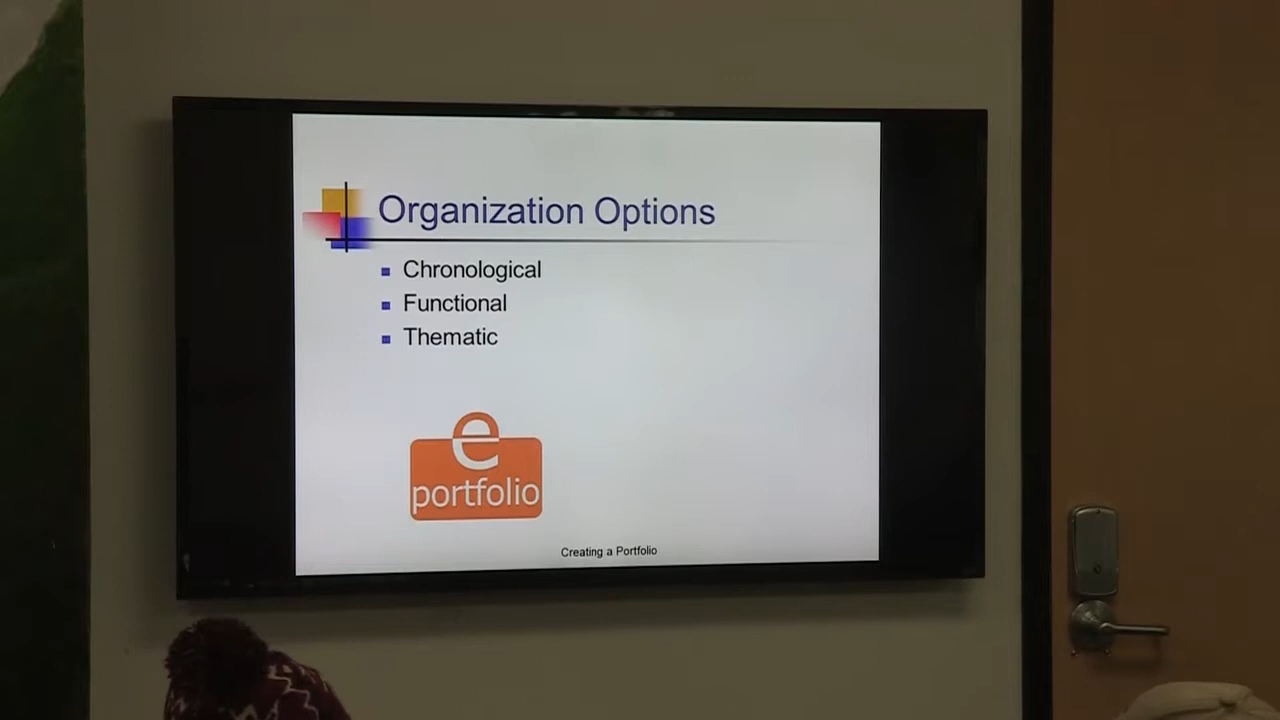 Organization Options
Chronological
Functional
Thematic
e
portfolio
Creating a Portfolio